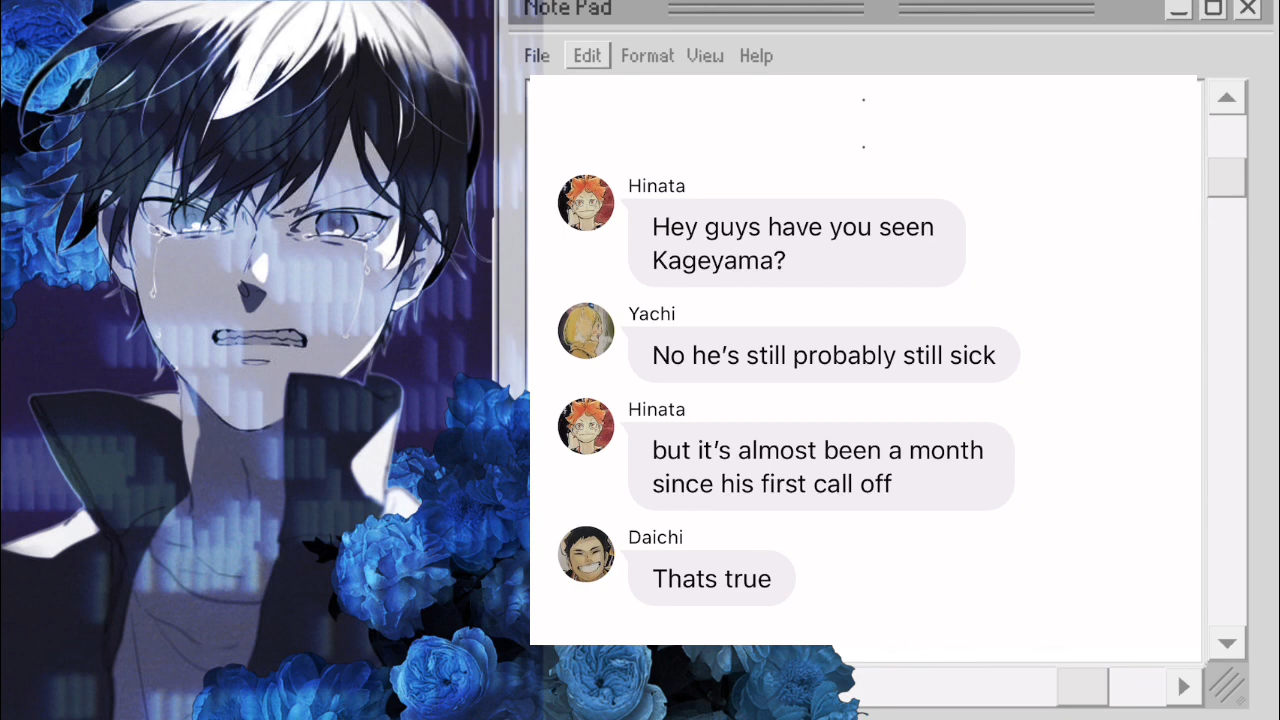 Note Pad
File Edit Format View Help
.
.
Hinata
Hey guys have you seen
Kageyama?
Yachi
No he’s still probably still sick
Hinata
but it’s almost been a month
since his first call off
Daichi
Thats true